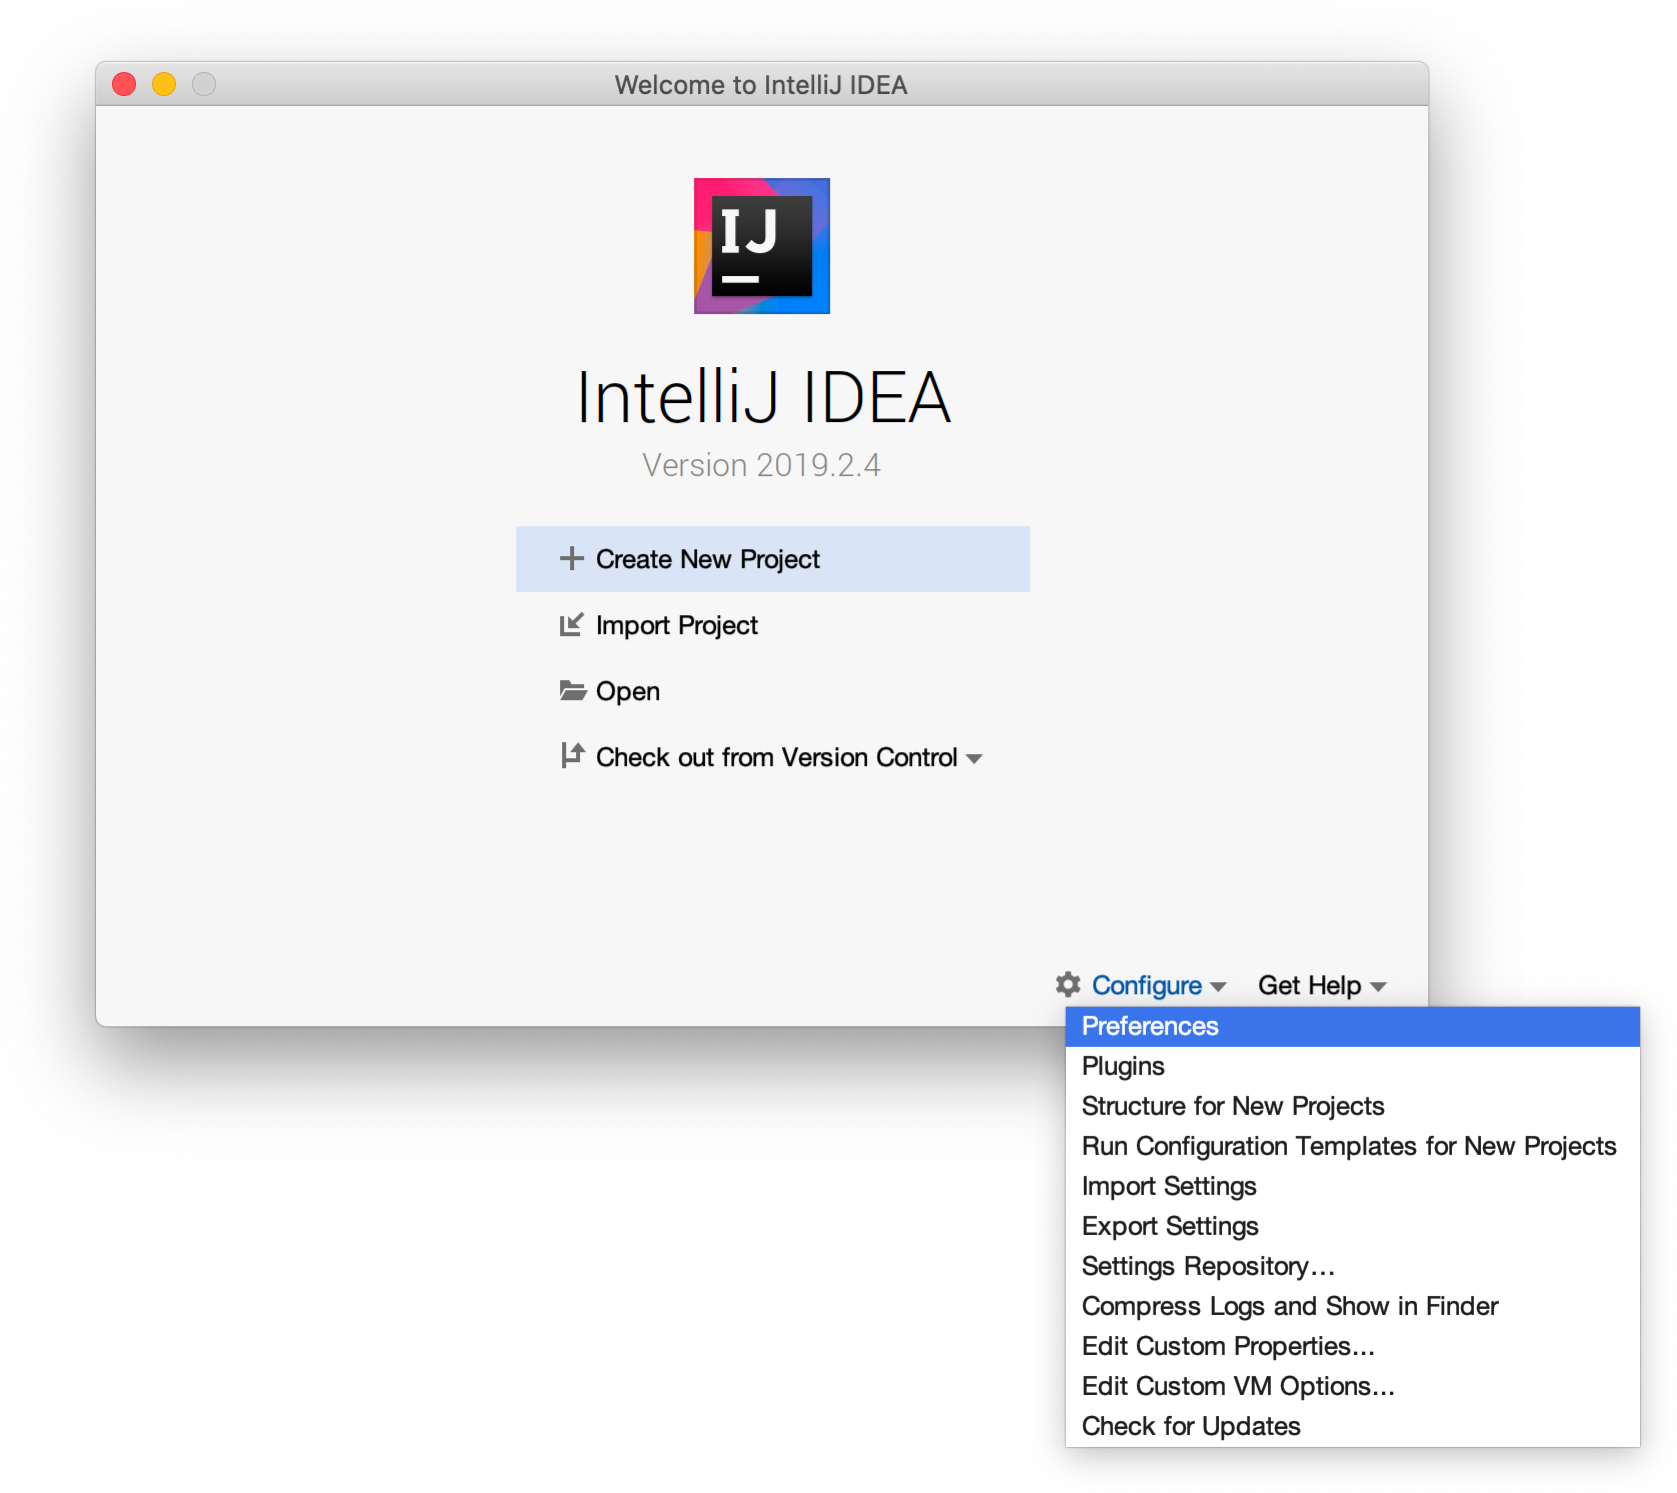 Welcome to IntelliJ IDEA
IJ
IntelliJ IDEA
Version 2019.2.4
Create New Project
Import Project
Open
Check out from Version Control
Configure Get Help
Preferences
Plugins
Structure for New Projects
Run Configuration Templates for New Projects
Import Settings
Export Settings
Settings Repository...
Compress Logs and Show in Finder
Edit Custom Properties...
Edit Custom VM Options...
Check for Updates